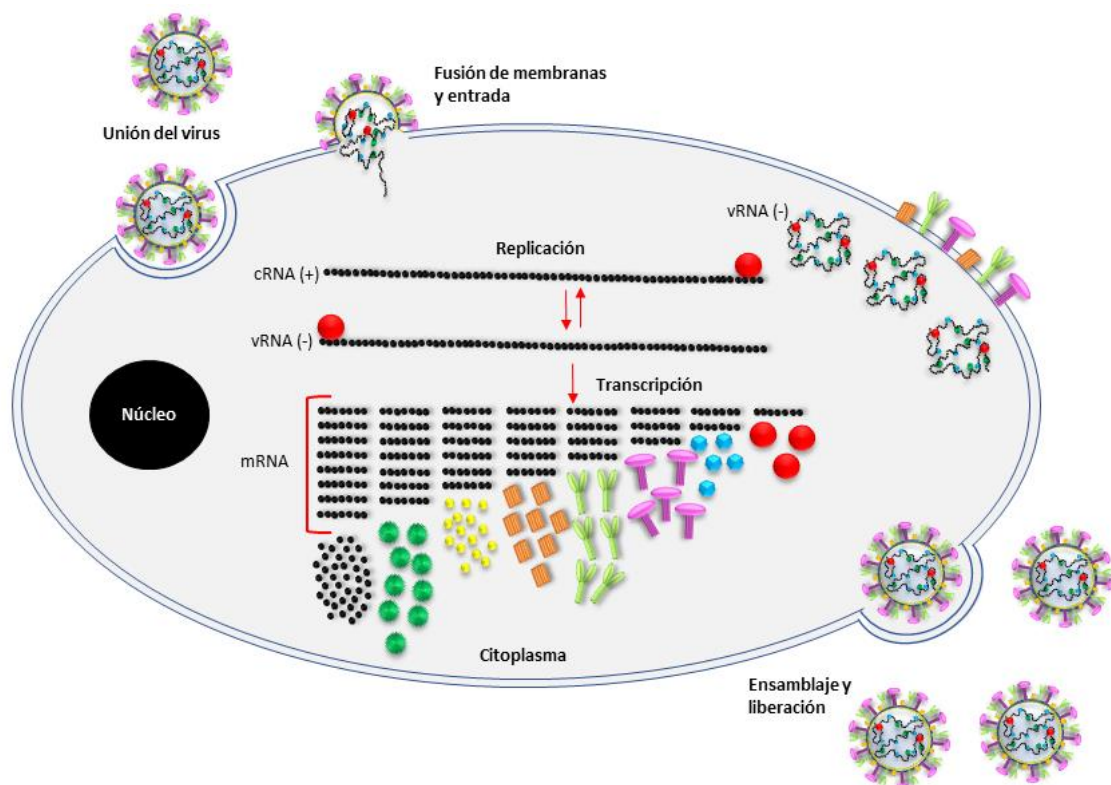 Unión del virus
Fusión de membranas
y entrada
vRNA (-)
Replicación
cRNA (+)
vRNA (-)
Transcripción
Núcleo
mRNA
Citoplasma
Ensamblaje y
liberación